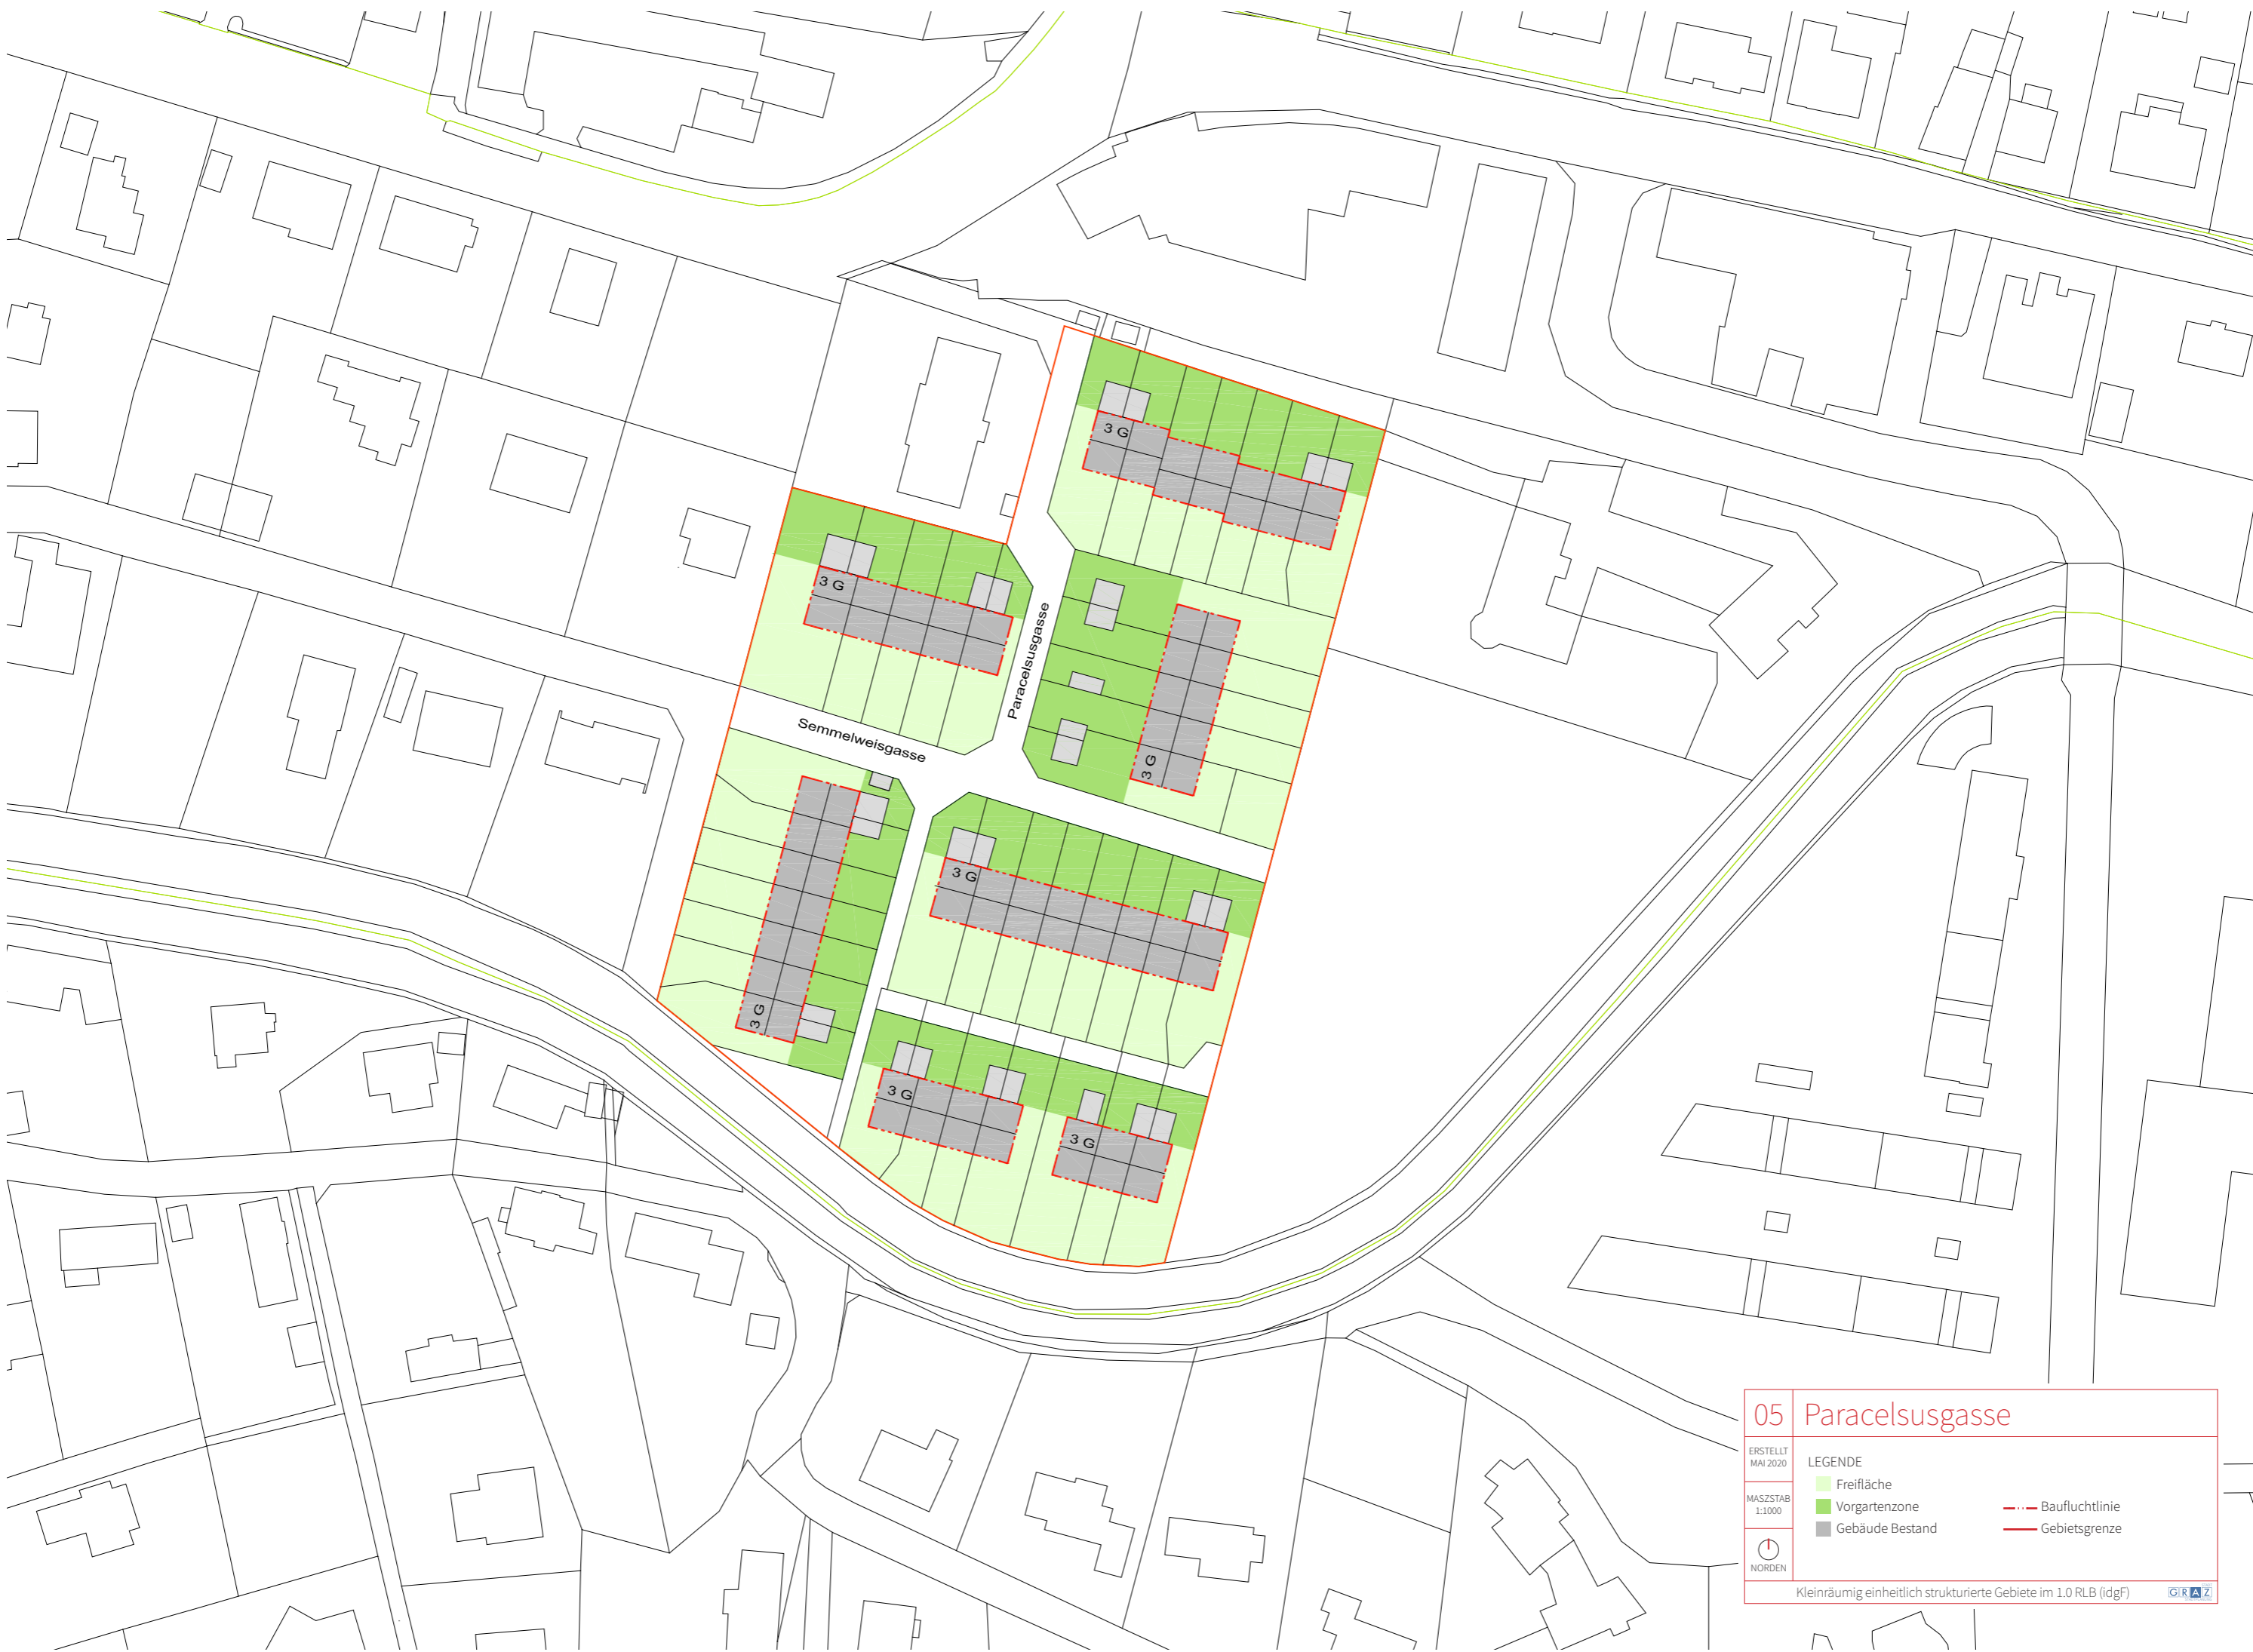 3 G
3 G
Paracelsusgasse
Semmelweisgasse
3 G
3 G
3 G
3 G
3 G
05 Paracelsusgasse
ERSTELLT
MAI 2020
LEGENDE
Freifläche
MASZSTAB
1:1000
Vorgartenzone
Baufluchtlinie
Gebäude Bestand
Gebietsgrenze
NORDEN
Kleinräumig einheitlich strukturierte Gebiete im 1.0 RLB (idgF)
GRAZ